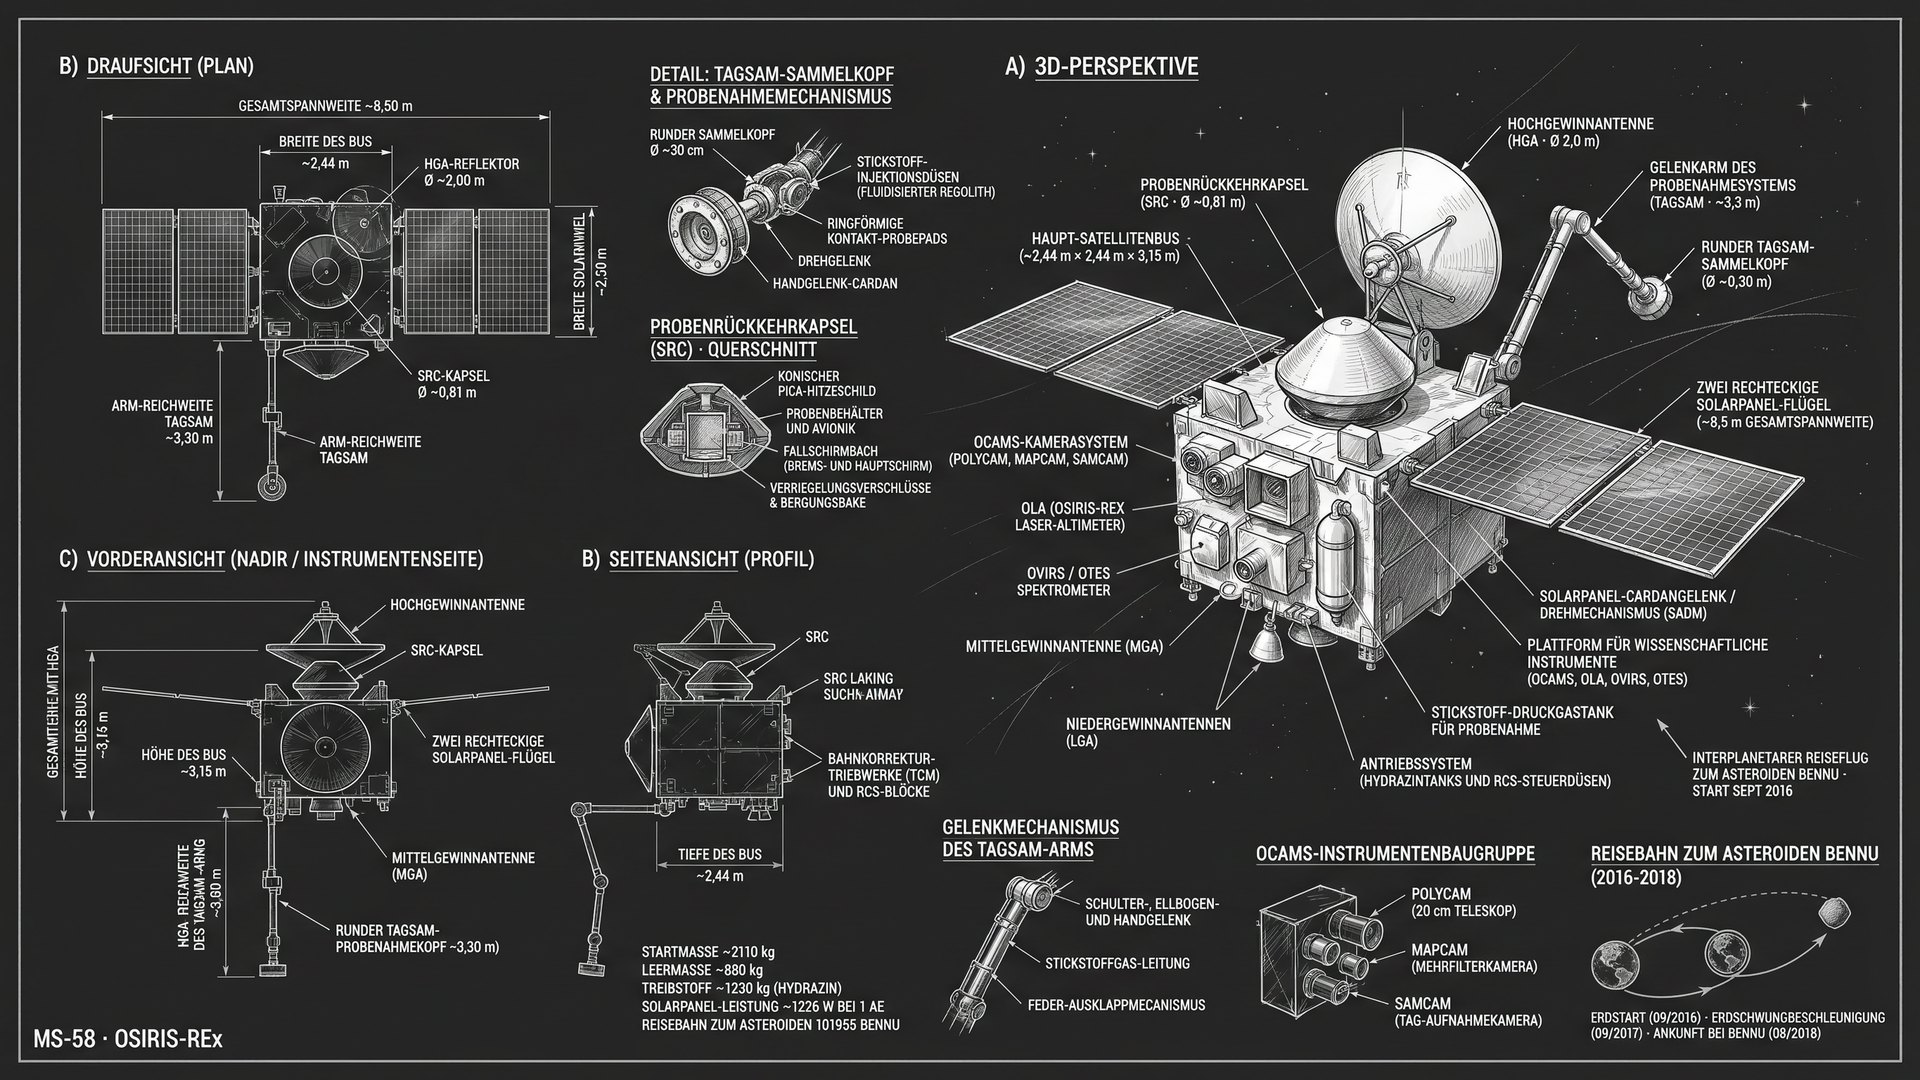 B) DRAUFSICHT (PLAN)
GESAMTSPANNWEITE ~8,50 m
BREITE DES BUS
~2,44 m
HGA-REFLEKTOR
Ø ~2,00 m
~2,50 m
SRC-KAPSEL
Ø ~0,81 m
ARM-REICHWEITE
TAGSAM
~3,30 m
ARM-REICHWEITE
TAGSAM
DETAIL: TAGSAM-SAMMELKOPF
& PROBENAHMEMECHANISMUS
RUNDER SAMMELKOPF
Ø ~30 cm
STICKSTOFF-
INJEKTIONSDÜSEN
(FLUIDISIERTER REGOLITH)
RINGFÖRMIGE
KONTAKT-PROBEPADS
DREHGELENK
HANDGELENK-CARDAN
PROBENRÜCKKEHRKAPSEL
(SRC) · QUERSCHNITT
KONISCHER
PICA-HITZESCHILD
PROBENBEHÄLTER
UND AVIONIK
FALLSCHIRMBACH
(BREMS- UND HAUPTSCHIRM)
VERRIEGELUNGSVERSCHLÜSSE
& BERGUNGSBAKE
A) 3D-PERSPEKTIVE
HOCHGEWINNANTENNE
(HGA · Ø 2,0 m)
GELENKARM DES
PROBENAHMESYSTEMS
(TAGSAM · ~3,3 m)
PROBENRÜCKKEHRKAPSEL
(SRC · Ø ~0,81 m)
HAUPT-SATELLITENBUS
(~2,44 m × 2,44 m × 3,15 m)
RUNDER TAGSAM-
SAMMELKOPF
(Ø ~0,30 m)
ZWEI RECHTECKIGE
SOLARPANEL-FLÜGEL
(~8,5 m GESAMTSPANNWEITE)
OCAMS-KAMERASYSTEM
(POLYCAM, MAPCAM, SAMCAM)
OLA (OSIRIS-REX
LASER-ALTIMETER)
OVIRS / OTES
SPEKTROMETER
MITTELGEWINNANTENNE (MGA)
NIEDERGEWINNANTENNEN
(LGA)
SOLARPANEL-CARDANGELENK /
DREHMECHANISMUS (SADM)
PLATTFORM FÜR WISSENSCHAFTLICHE
INSTRUMENTE
(OCAMS, OLA, OVIRS, OTES)
STICKSTOFF-DRUCKGASTANK
FÜR PROBENAHME
ANTRIEBSSYSTEM
(HYDRAZINTANKS UND RCS-STEUERDÜSEN)
INTERPLANETARER REISEFLUG
ZUM ASTEROIDEN BENNU ·
START SEPT 2016
C) VORDERANSICHT (NADIR / INSTRUMENTENSEITE)
HOCHGEWINNANTENNE
SRC-KAPSEL
MIT HGA
HÖHE DES BUS
~3,15 m
HÖHE DES BUS
~3,15 m
ZWEI RECHTECKIGE
SOLARPANEL-FLÜGEL
MITTELGEWINNANTENNE
(MGA)
HGA
DES
RUNDER TAGSAM-
PROBENAHMEKOPF ~3,30 m)
B) SEITENANSICHT (PROFIL)
SRC
SRC LAKING
BAHNKORREKTUR-
TRIEBWERKE (TCM)
UND RCS-BLÖCKE
TIEFE DES BUS
~2,44 m
STARTMASSE ~2110 kg
LEERMASSE ~880 kg
TREIBSTOFF ~1230 kg (HYDRAZIN)
SOLARPANEL-LEISTUNG ~1226 W BEI 1 AE
REISEBAHN ZUM ASTEROIDEN 101955 BENNU
GELENKMECHANISMUS
DES TAGSAM-ARMS
SCHULTER-, ELLBOGEN-
UND HANDGELENK
STICKSTOFFGAS-LEITUNG
FEDER-AUSKLAPPMECANISMUS
OCAMS-INSTRUMENTENBAUGRUPPE
POLYCAM
(20 cm TELESKOP)
MAPCAM
(MEHRFILTERKAMERA)
SAMCAM
(TAG-AUFNAHMEKAMERA)
REISEBAHN ZUM ASTEROIDEN BENNU
(2016-2018)
ERDSTART (09/2016) · ERDSCHWUNGBESCHLEUNIGUNG
(09/2017) · ANKUNFT BEI BENNU (08/2018)
MS-58 · OSIRIS-REx